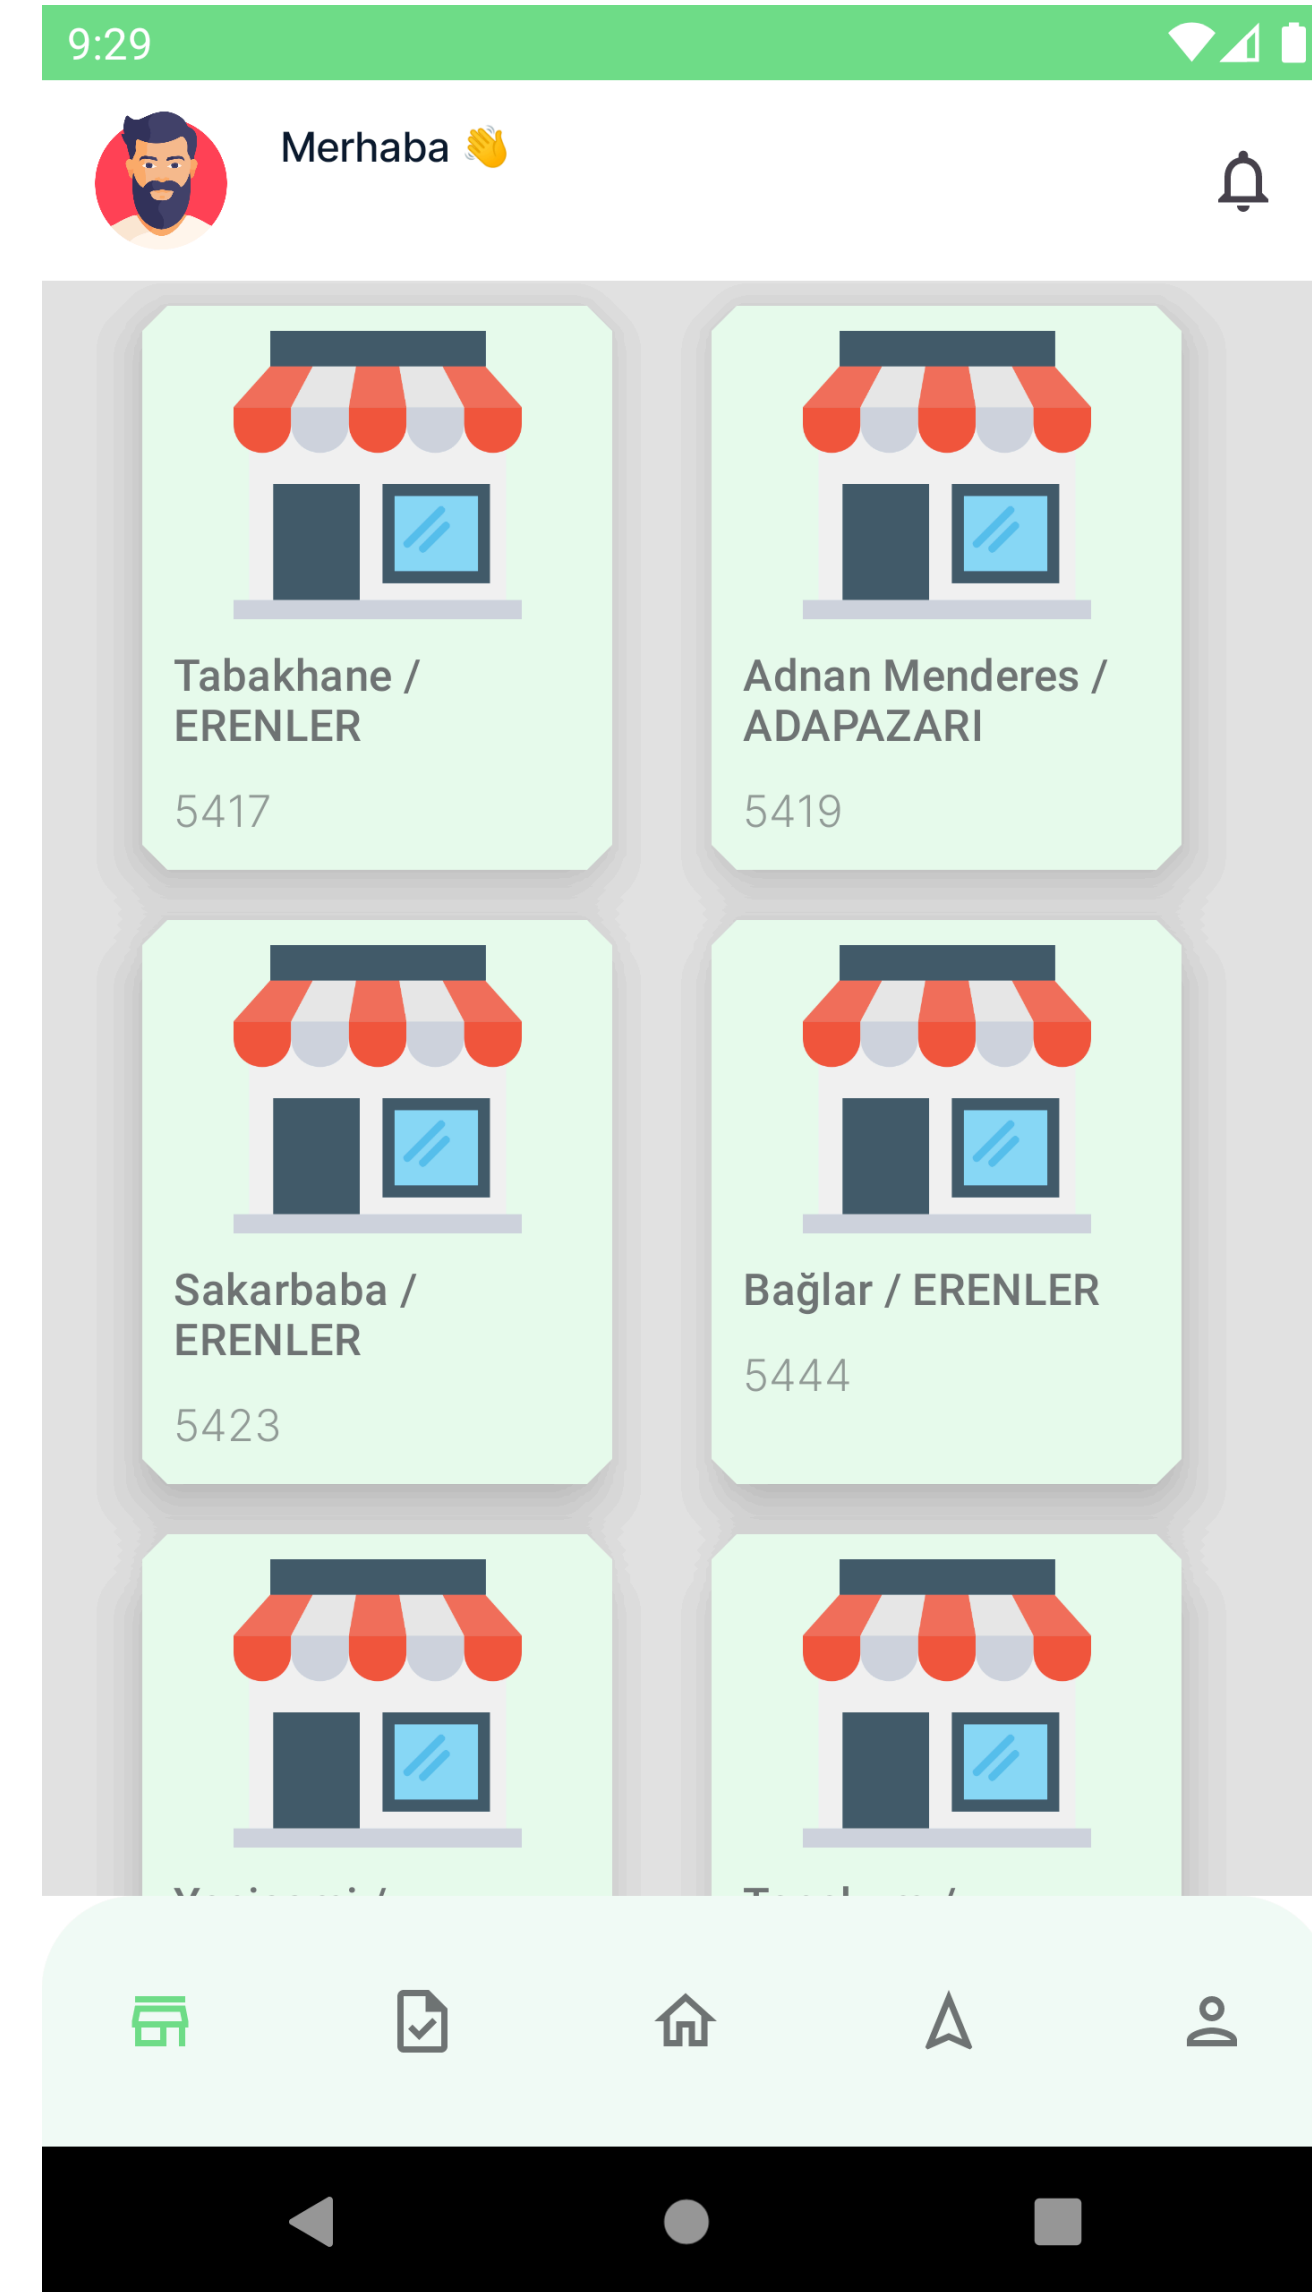 9:29
Merhaba 👋
Tabakhane /
ERENLER
5417
Adnan Menderes /
ADAPAZARI
5419
Sakarbaba /
ERENLER
5423
Bağlar / ERENLER
5444